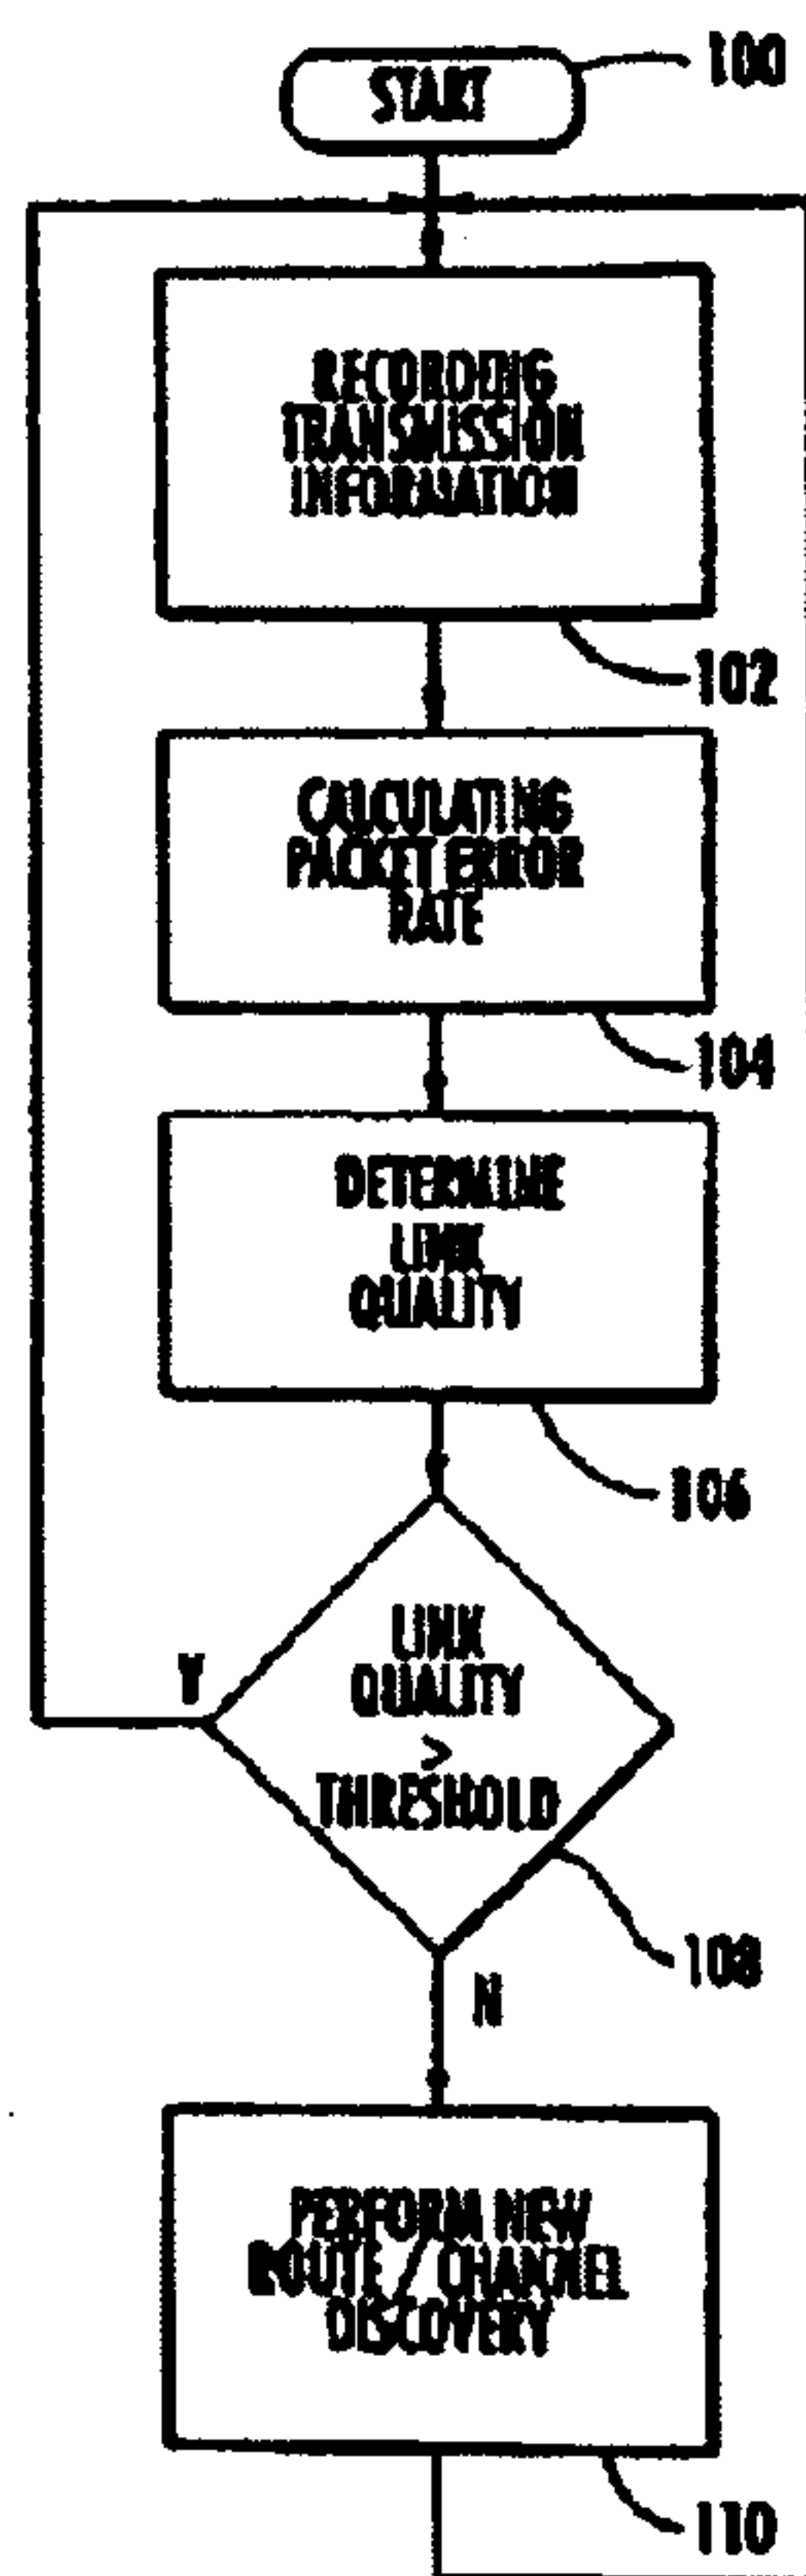 100
START
RECORDING
TRANSMISSION
INFORMATION
102
CALCULATING
PACKET ERROR
RATE
104
DETERMINE
LINK
QUALITY
106
LINK
QUALITY
>
THRESHOLD
Y
108
N
PERFORM NEW
ROUTE/CHANNEL
DISCOVERY
110